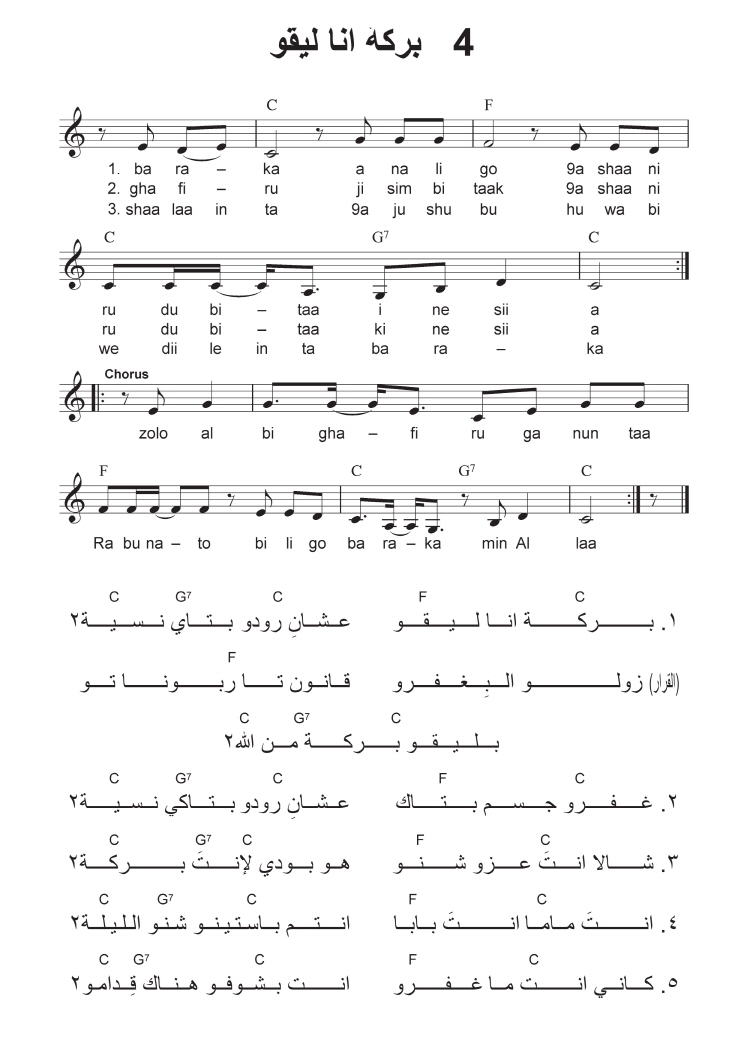 4 بركة انا ليقو
C F
1. ba ra – ka a na li go 9a shaa ni
2. gha fi – ru ji sim bi taak 9a shaa ni
3. shaa laa in ta 9a ju shu bu hu wa bi
C G7 C
ru du bi – taa i ne sii a
ru du bi – taa ki ne sii a
we dii le in ta ba ra – ka
Chorus
zolo al bi gha – fi ru ga nun taa
F C G7 C
Ra bu na – to bi li go ba ra – ka min Al laa
C G7 F C
١. بـركـة انـا لـيـقـو عـشـانِ رودو بـتـاي نـسـيـة٢
F
(القرار) زولـو الـبِـغـفـرو قـانـون تـا ربـونـا تـو
C G7 C
بـلـيـقـو بـركـة مـن الله٢
C G7 C F C
٢. غـفـرو جـسـم بـتـاك عـشـانِ رودو بـتـاكي نـسـيـة٢
C G7 C F C
٣. شـالا انـتَ عـزو شـنـو هـو بـودي لإنـتَ بـركـة٢
C G7 C F C
٤. انـتَ مـامـا انـتَ بـابـا انـتـم بـاسـتـيـنـو شنـو الـلـيـلـة٢
C G7 C F C
٥. كـانـي انـت مـا غـفـرو انـت بـشـوفـو هـنـاك قِـدامـو٢